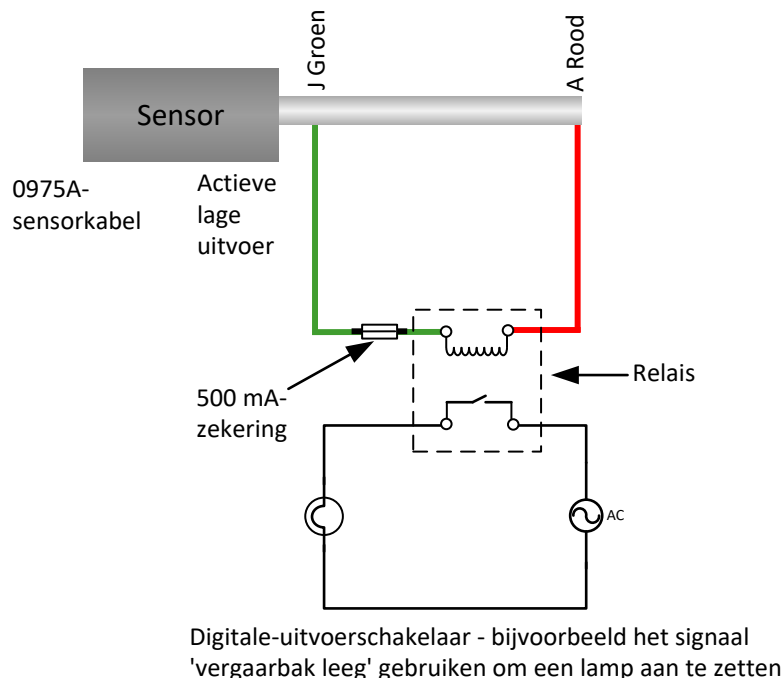 J Groen
A Rood
Sensor
0975A-
sensorkabel
Actieve
lage
uitvoer
500 mA-
zekering
Relais
AC
Digitale-uitvoerschakelaar - bijvoorbeeld het signaal
'vergaarbak leeg' gebruiken om een lamp aan te zetten